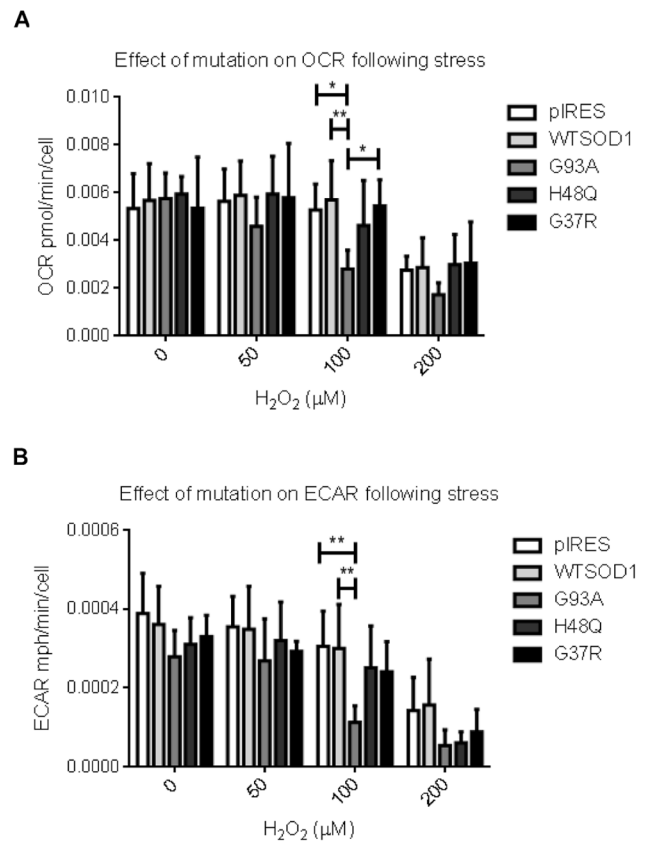 A
Effect of mutation on OCR following stress
OCR pmol/min/cell
0.010
0.008
0.006
0.004
0.002
0.000
*
**
*
0
50
100
200
H₂O₂ (μM)
pIRES
WTSOD1
G93A
H48Q
G37R
B
Effect of mutation on ECAR following stress
ECAR mph/min/cell
0.0006
0.0004
0.0002
0.0000
**
**
0
50
100
200
H₂O₂ (μM)
pIRES
WTSOD1
G93A
H48Q
G37R